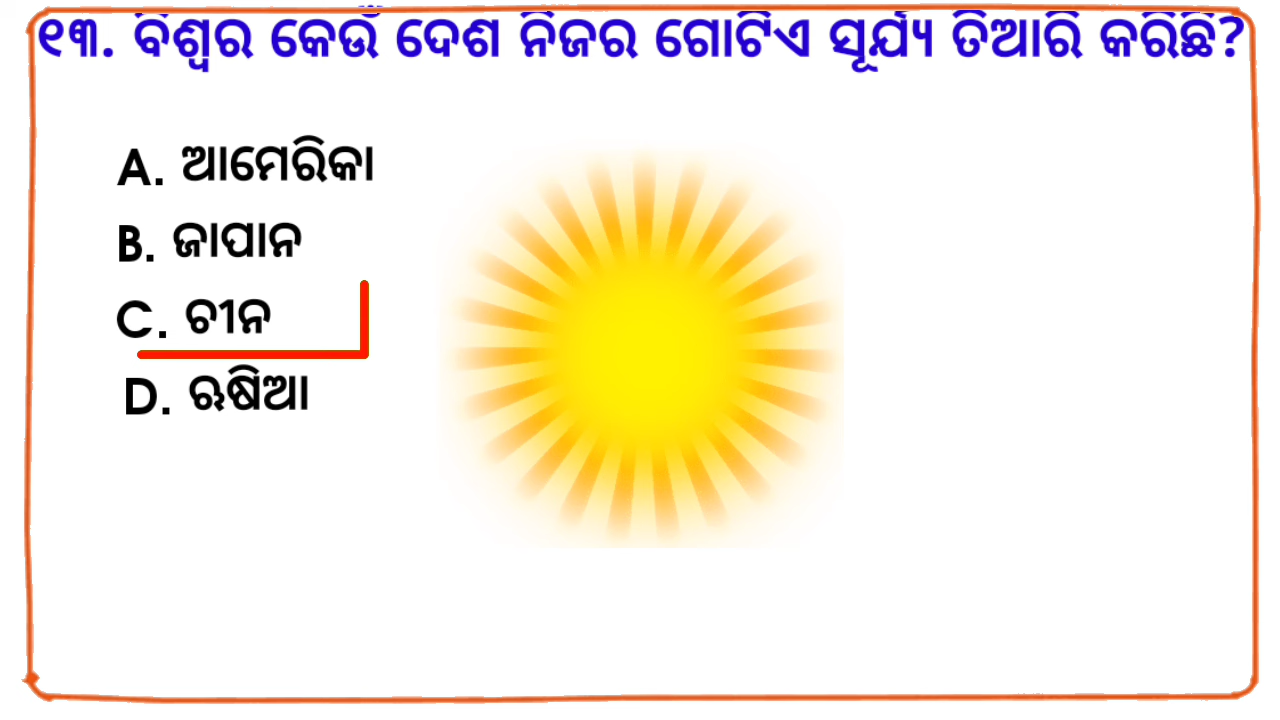 ୧୩. ବିଶ୍ୱର କେଉଁ ଦେଶ ନିଜର ଗୋଟିଏ ସୂର୍ଯ୍ୟ ତିଆରି କରିଛି?
A. ଆମେରିକା
B. ଜାପାନ
C. ଚୀନ
D. ଋଷିଆ